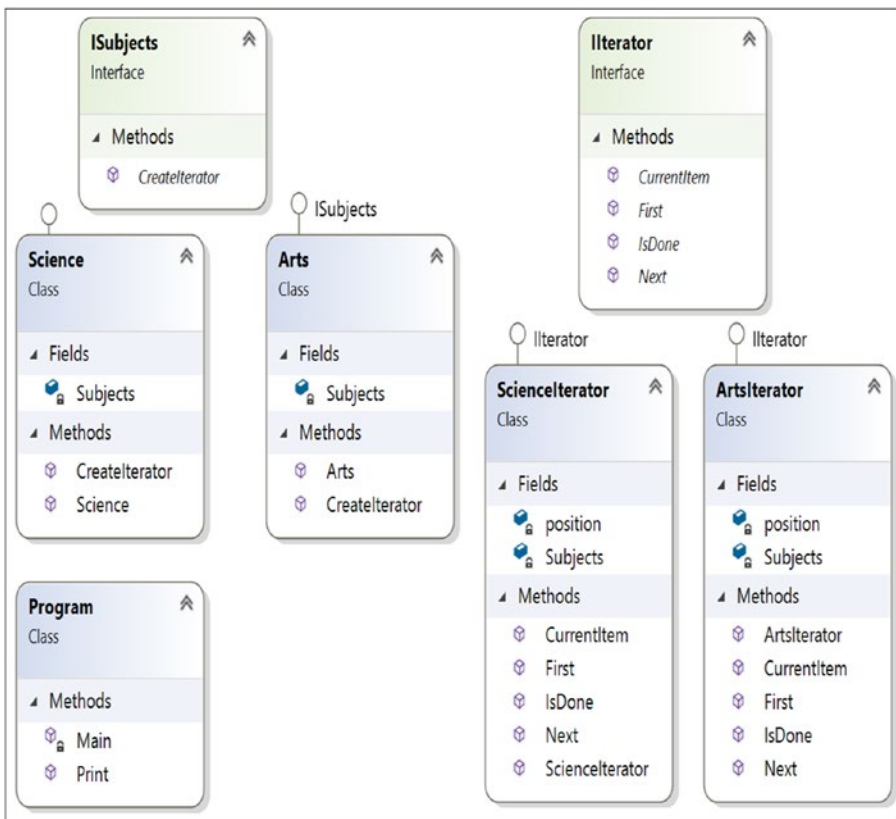 ISubjects
Interface
Methods
CreateIterator
IIterator
Interface
Methods
CurrentItem
First
IsDone
Next
Science
Class
Fields
Subjects
Methods
CreateIterator
Science
ISubjects
Arts
Class
Fields
Subjects
Methods
Arts
CreateIterator
IIterator
ScienceIterator
Class
Fields
position
Subjects
Methods
CurrentItem
First
IsDone
Next
ScienceIterator
IIterator
ArtsIterator
Class
Fields
position
Subjects
Methods
ArtsIterator
CurrentItem
First
IsDone
Next
Program
Class
Methods
Main
Print